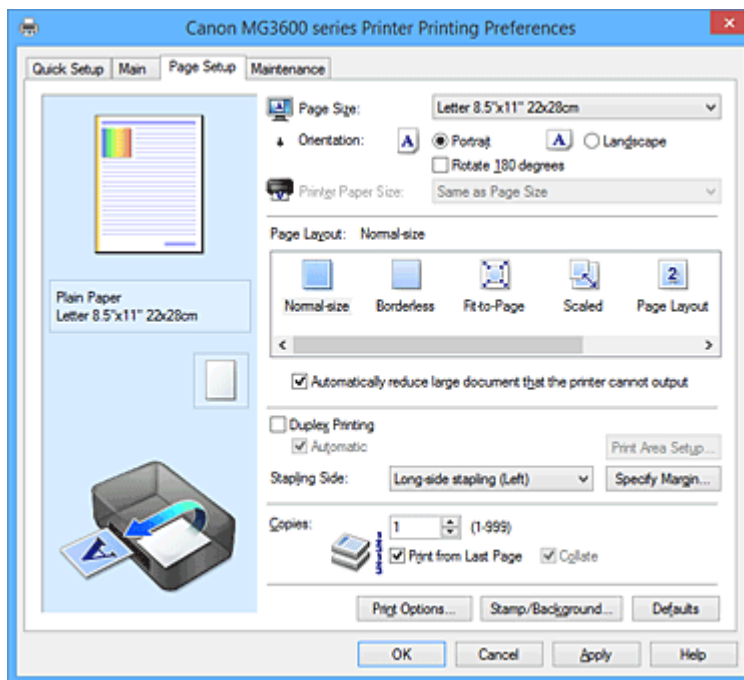 Canon MG3600 series Printer Printing Preferences
Quick Setup Main Page Setup Maintenance
Page Size: Letter 8.5"x11" 22x28cm
Orientation: A Portrait A Landscape
Rotate 180 degrees
Printer Paper Size: Same as Page Size
Page Layout: Normal-size
2
Normal-size Borderless Fit-to-Page Scaled Page Layout
Plain Paper
Letter 8.5"x11" 22x28cm
Automatically reduce large document that the printer cannot output
Duplex Printing
Automatic Print Area Setup...
Stapling Side: Long-side stapling (Left) Specify Margin...
Copies: 1 (1-999)
Print from Last Page Collate
A
Print Options... Stamp/Background... Defaults
OK Cancel Apply Help